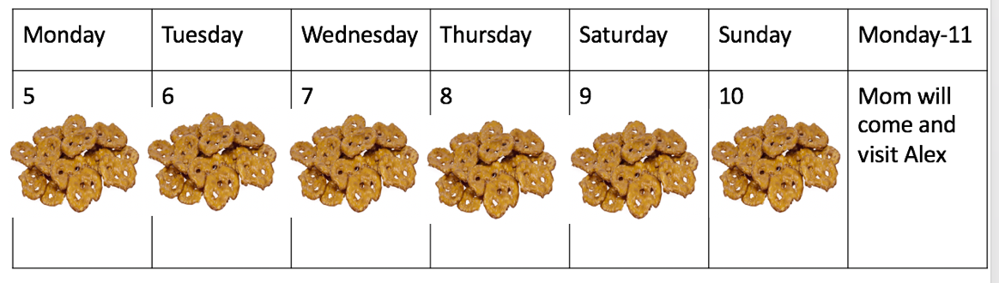 Monday Tuesday Wednesday Thursday Saturday Sunday Monday-11
5 6 7 8 9 10 Mom will
come and
visit Alex